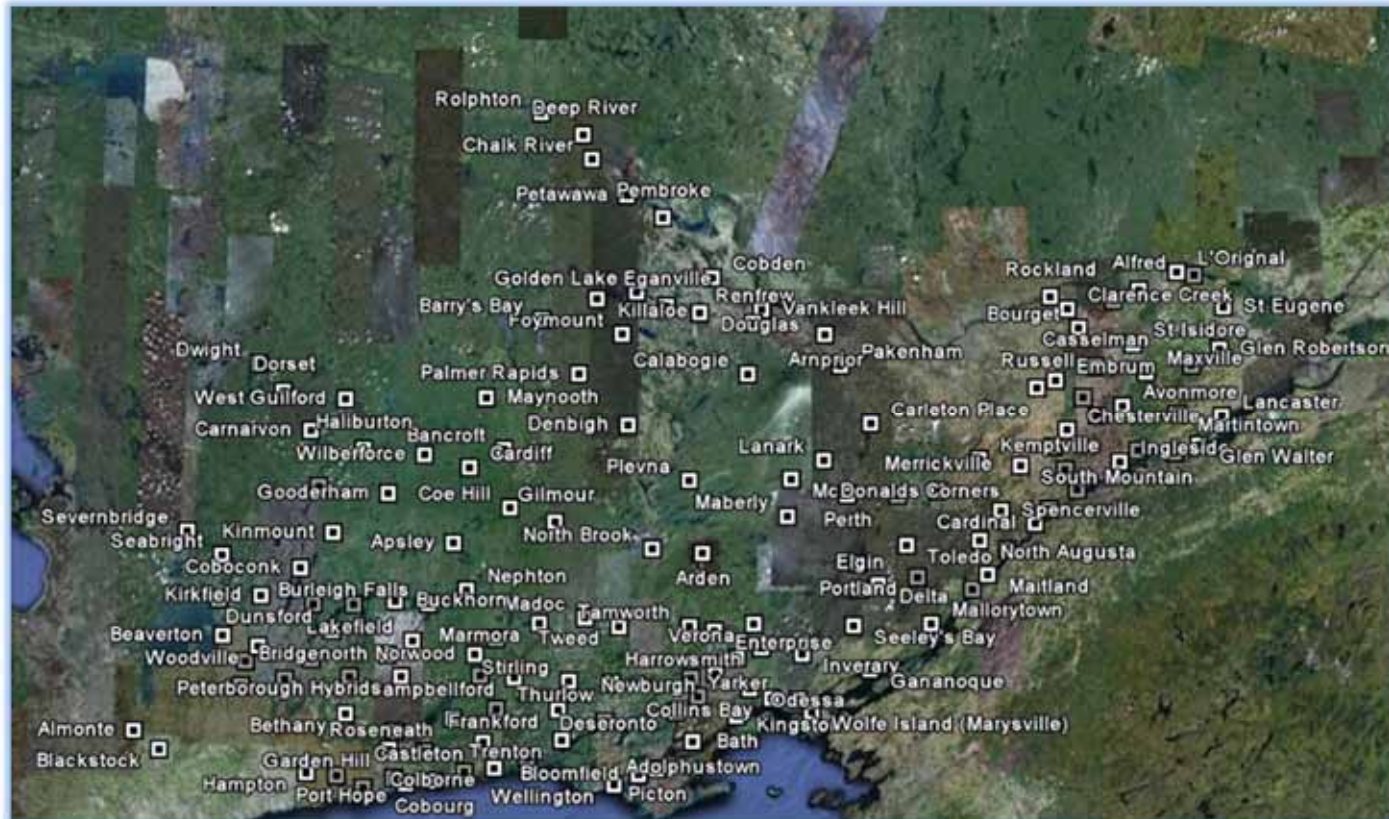 Rolphton
Deep River
Chalk River
Petawawa
Pembroke
Cobden
Golden Lake
Eganville
Rockland
Alfred
L'Orignal
Barry's Bay
Killaloe
Renfrew
Vankleek Hill
Clarence Creek
St Eugene
Foymount
Douglas
Bourget
St Isidore
Dwight
Dorset
Calabogie
Arnprior
Pakenham
Casselman
Glen Robertson
Russell
Embrum
Maxville
Palmer Rapids
West Guilford
Maynooth
Avonmore
Carnarvon
Haliburton
Denbigh
Carleton Place
Chesterville
Lancaster
Martintown
Bancroft
Wilberforce
Cardiff
Lanark
Kemptville
Ingleside
Glen Walter
Plevna
Merrickville
South Mountain
Gooderham
Coe Hill
Gilmour
Maberly
McDonalds Corners
Severnbridge
Perth
Cardinal
Spencerville
Kinmount
North Brook
Seabright
Apsley
Coboconk
Arden
Elgin
Toledo
North Augusta
Kirkfield
Burleigh Falls
Nephton
Portland
Delta
Maitland
Buckhorn
Madoc
Tamworth
Mallorytown
Dunsford
Lakefield
Beaverton
Marmora
Tweed
Verona
Enterprise
Seeley's Bay
Woodville
Bridgenorth
Norwood
Harrowsmith
Stirling
Inverary
Peterborough Hybrids
ampbellford
Thurlow
Newburgh
Yarker
Gananoque
Odessa
Bethany
Roseneath
Frankford
Deseronto
Collins Bay
Kingston
Wolfe Island (Marysville)
Almonte
Blackstock
Castleton
Trenton
Bath
Garden Hill
Adolphustown
Hampton
Colborne
Bloomfield
Port Hope
Wellington
Picton
Cobourg